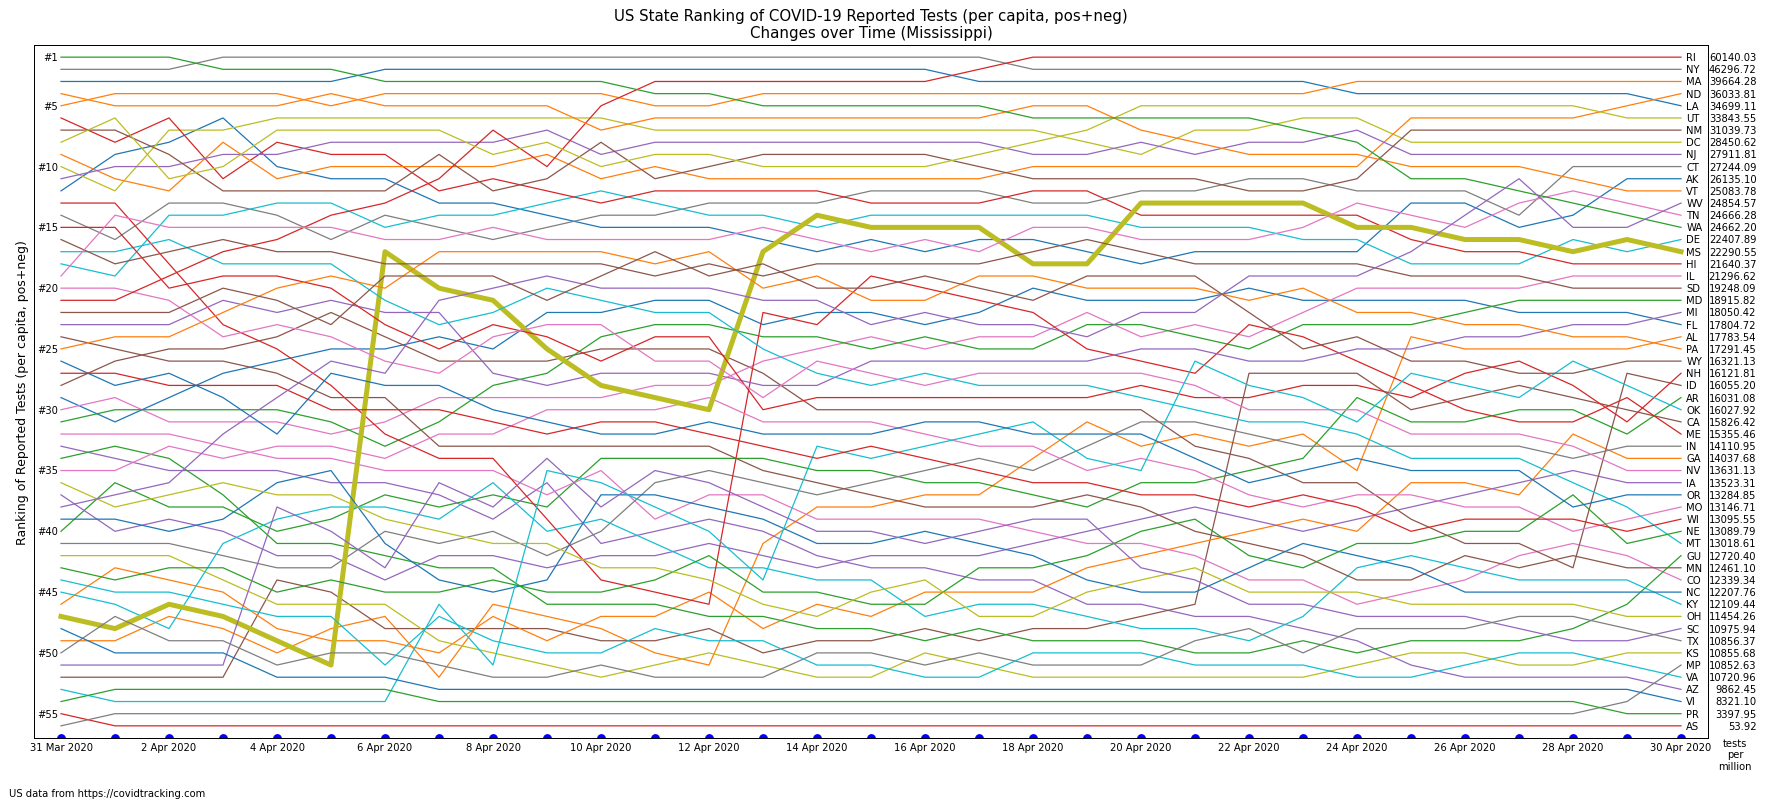 US State Ranking of COVID-19 Reported Tests (per capita, pos+neg)
Changes over Time (Mississippi)
Ranking of Reported Tests (per capita, pos+neg)
#1
#5
#10
#15
#20
#25
#30
#35
#40
#45
#50
#55
RI 60140.03
NY 46296.72
MA 39664.28
ND 36033.81
LA 34699.11
UT 33843.55
NM 31039.73
DC 28450.62
NJ 27911.81
CT 27244.09
AK 26135.10
VT 25083.78
WV 24854.57
TN 24666.28
WA 24662.20
DE 22407.89
MS 22290.55
HI 21640.37
IL 21296.62
SD 19248.09
MD 18915.82
MI 18050.42
FL 17804.72
AL 17783.54
PA 17291.45
WY 16321.13
NH 16121.81
ID 16055.20
AR 16031.08
OK 16027.92
CA 15826.42
ME 15355.46
IN 14110.95
GA 14037.68
NV 13631.13
IA 13523.31
OR 13284.85
MO 13146.71
WI 13095.55
NE 13089.79
MT 13018.61
GU 12720.40
MN 12461.10
CO 12339.34
NC 12207.76
KY 12109.44
OH 11454.26
SC 10975.94
TX 10856.37
KS 10855.68
MP 10852.63
VA 10720.96
AZ 9862.45
VI 8321.10
PR 3397.95
AS 53.92
31 Mar 2020 2 Apr 2020 4 Apr 2020 6 Apr 2020 8 Apr 2020 10 Apr 2020 12 Apr 2020 14 Apr 2020 16 Apr 2020 18 Apr 2020 20 Apr 2020 22 Apr 2020 24 Apr 2020 26 Apr 2020 28 Apr 2020 30 Apr 2020
tests
per
million
US data from https://covidtracking.com